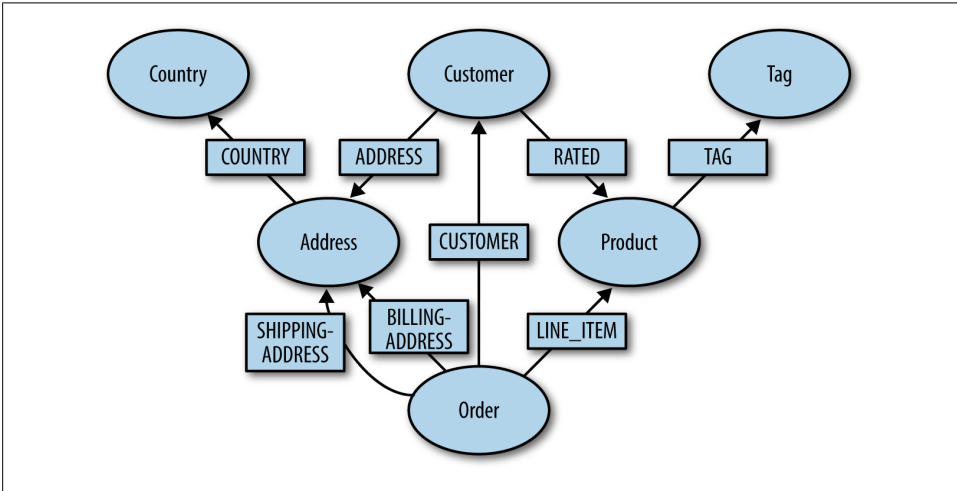 Country
Customer
Tag
COUNTRY
ADDRESS
RATED
TAG
Address
CUSTOMER
Product
SHIPPING-
ADDRESS
BILLING-
ADDRESS
LINE_ITEM
Order